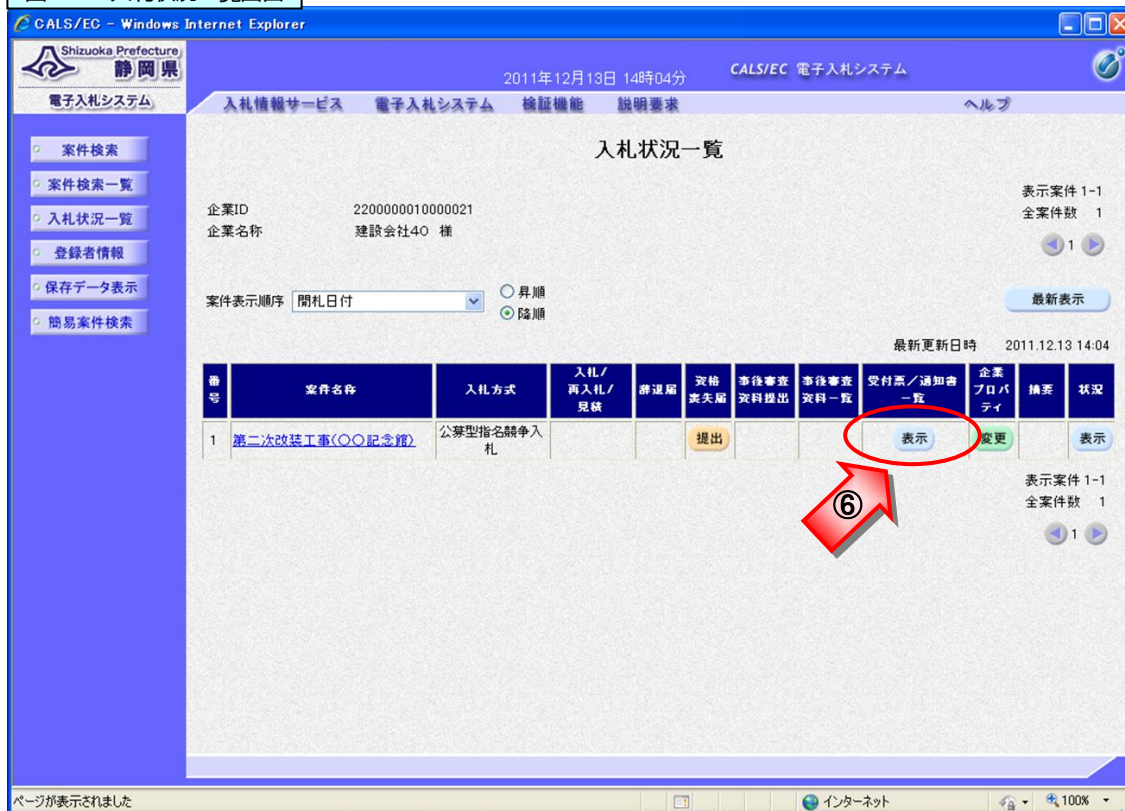 CALS/EC - Windows Internet Explorer
Shizuoka Prefecture
静岡県
電子入札システム
2011年12月13日 14時04分
CALS/EC 電子入札システム
入札情報サービス 電子入札システム 検証機能 説明要求 ヘルプ
案件検索
案件検索一覧
入札状況一覧
登録者情報
保存データ表示
簡易案件検索
入札状況一覧
表示案件 1-1
全案件数 1
1
企業ID 2200000010000021
企業名称 建設会社40 様
案件表示順序 開札日付
昇順
降順
最新表示
最新更新日時 2011.12.13 14:04
番号 案件名称 入札方式 入札/再入札/見積 辞退届 資格喪失届 事後審査資料提出 事後審査資料一覧 受付票/通知書一覧 企業プロパティ 摘要 状況
1 第二次改装工事(〇〇記念館) 公募型指名競争入札 提出 表示 変更 表示
⑥
表示案件 1-1
全案件数 1
1
ページが表示されました インターネット 100%